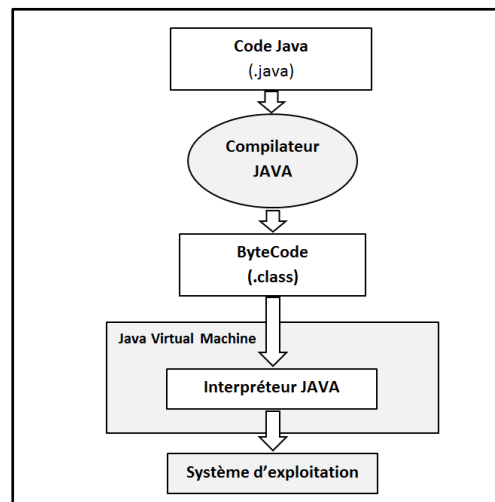 Code Java
(.java)
Compilateur
JAVA
ByteCode
(.class)
Java Virtual Machine
Interpréteur JAVA
Système d'exploitation